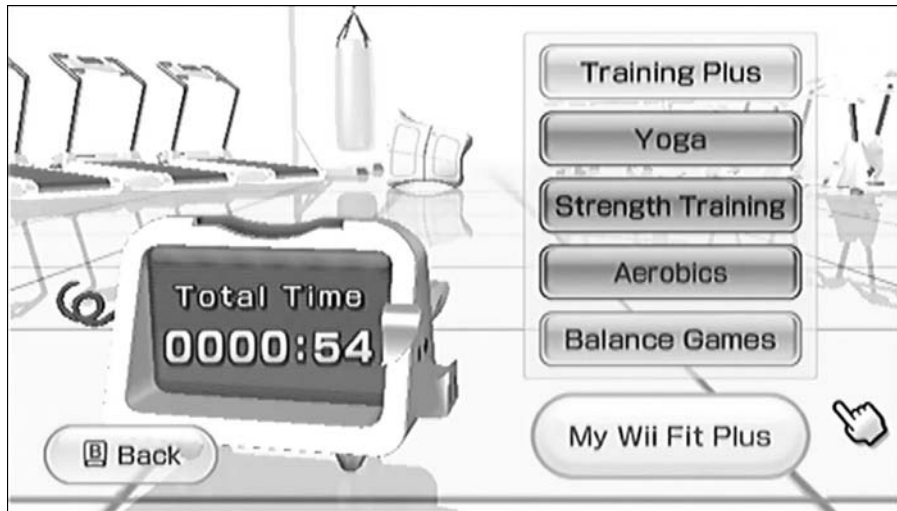 Training Plus
Yoga
Strength Training
Aerobics
Balance Games
My Wii Fit Plus
Total Time
0000:54
B Back